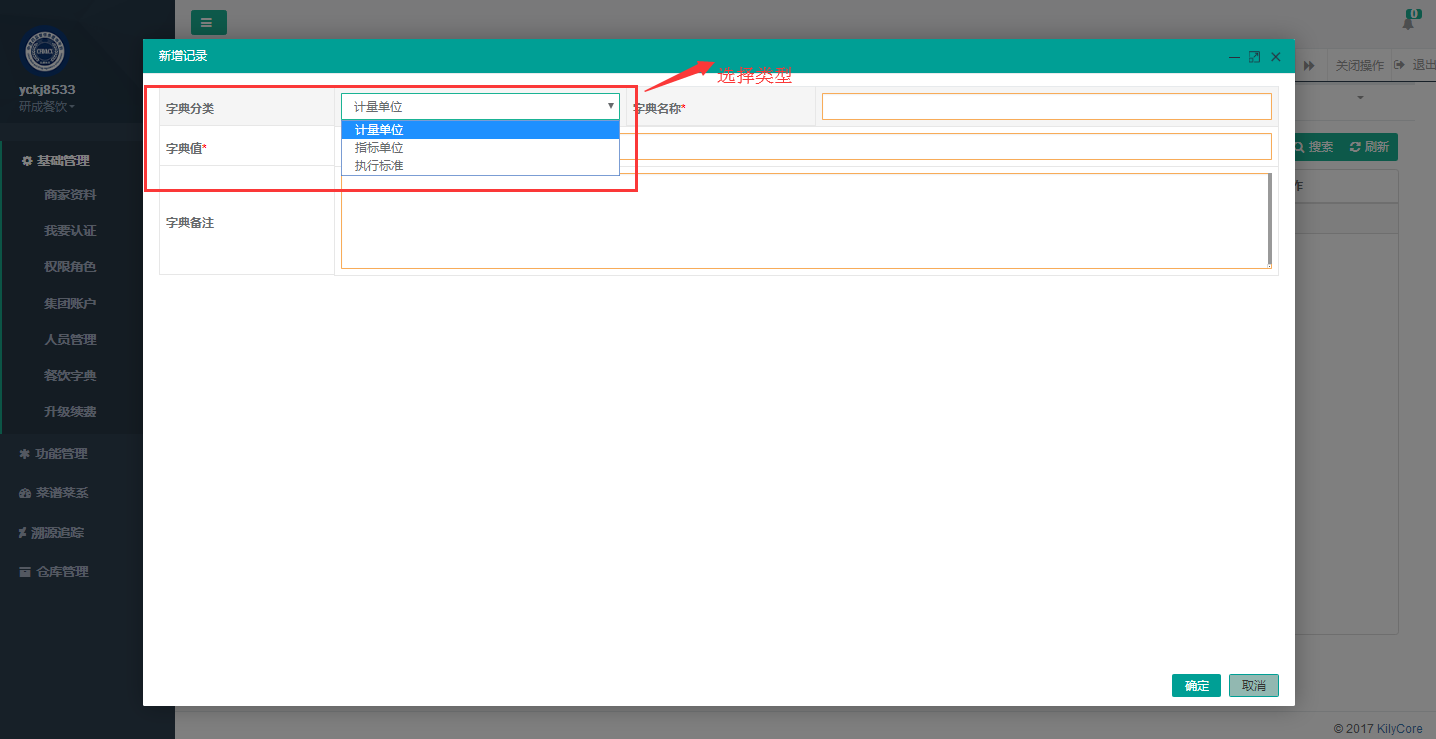 0
新增记录
选择类型
关闭操作
退出
yckj8533
研成餐饮
字典分类
计量单位
字典名称*
计量单位
指标单位
执行标准
字典值*
字典备注
搜索
刷新
作
基础管理
商家资料
我要认证
权限角色
集团账户
人员管理
餐饮字典
升级续费
功能管理
菜谱菜系
溯源追踪
仓库管理
确定
取消
© 2017 KilyCore